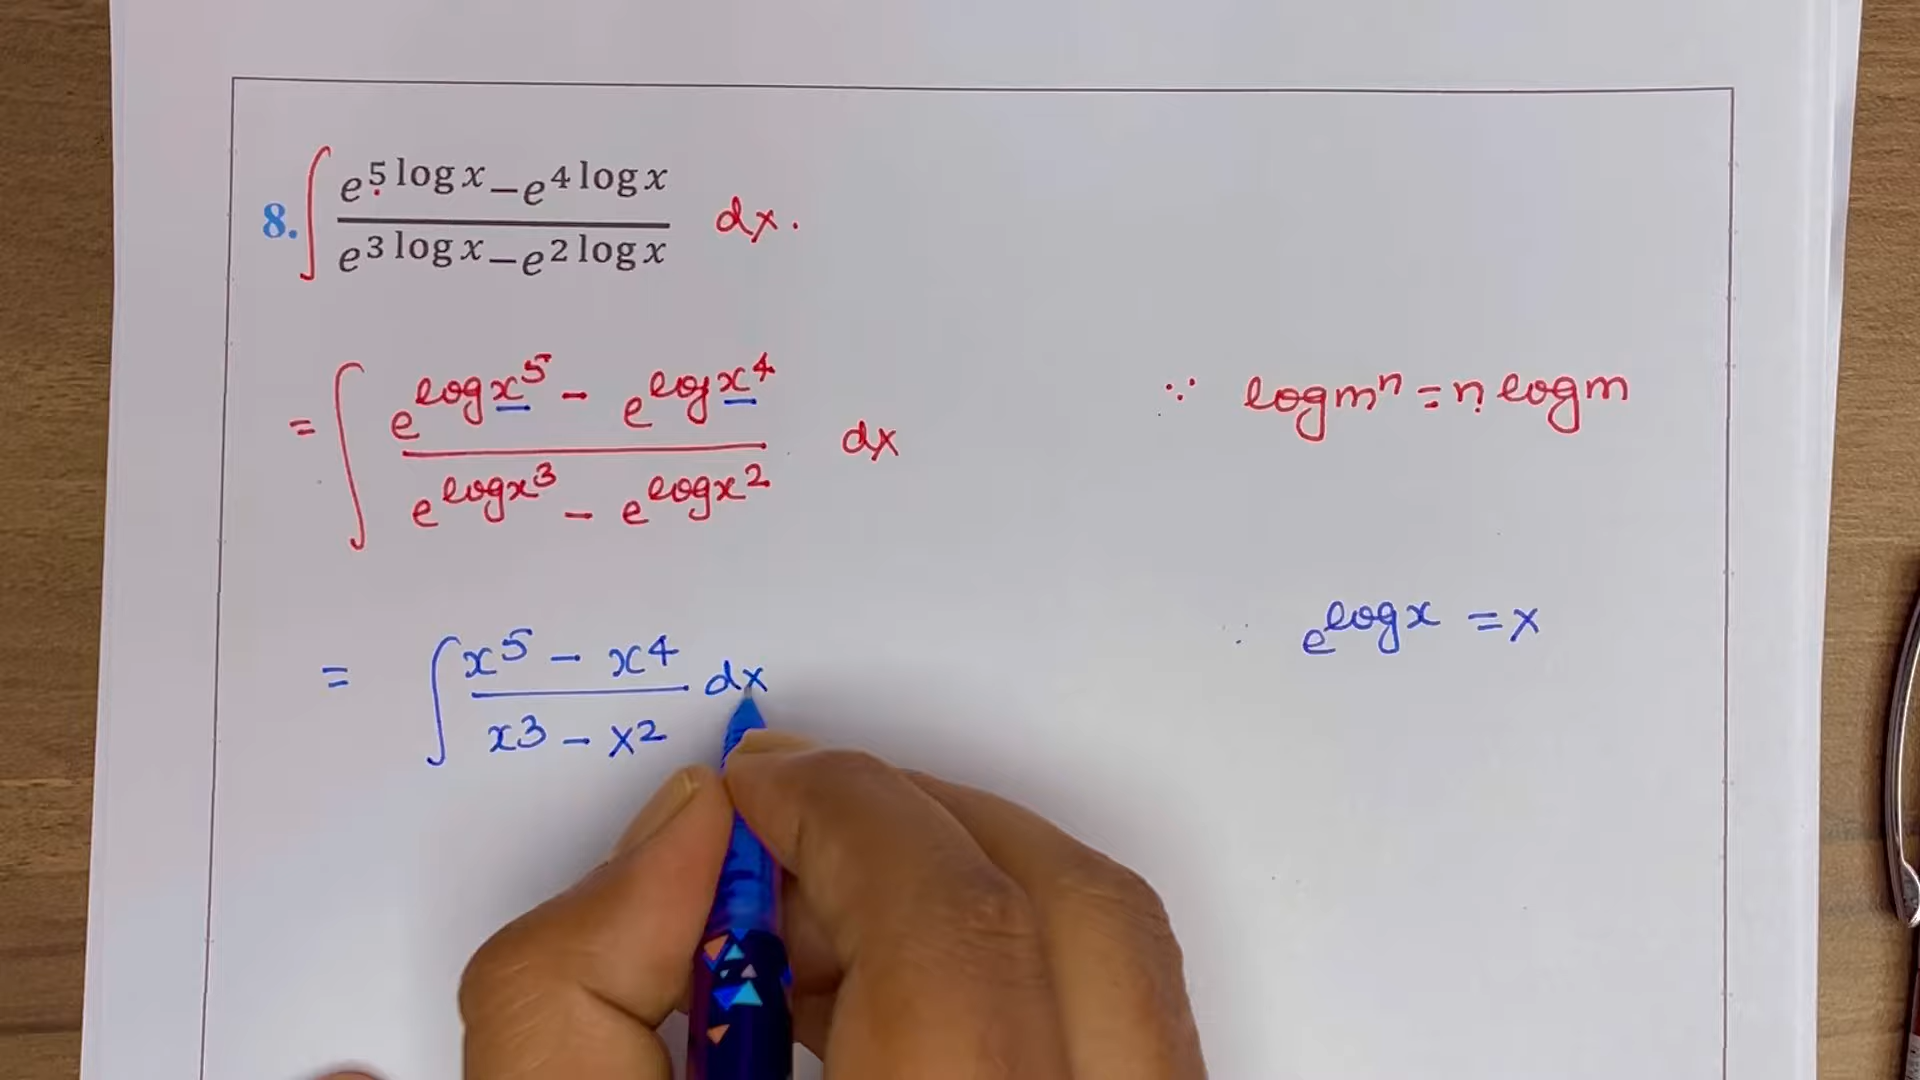 8. ∫ (e^{5 log x} – e^{4 log x}) / (e^{3 log x} – e^{2 log x}) dx.
= ∫ (e^{log x^5} - e^{log x^4}) / (e^{log x^3} - e^{log x^2}) dx ∵ log m^n = n log m
= ∫ (x^5 - x^4) / (x^3 - x^2) dx e^{log x} = x